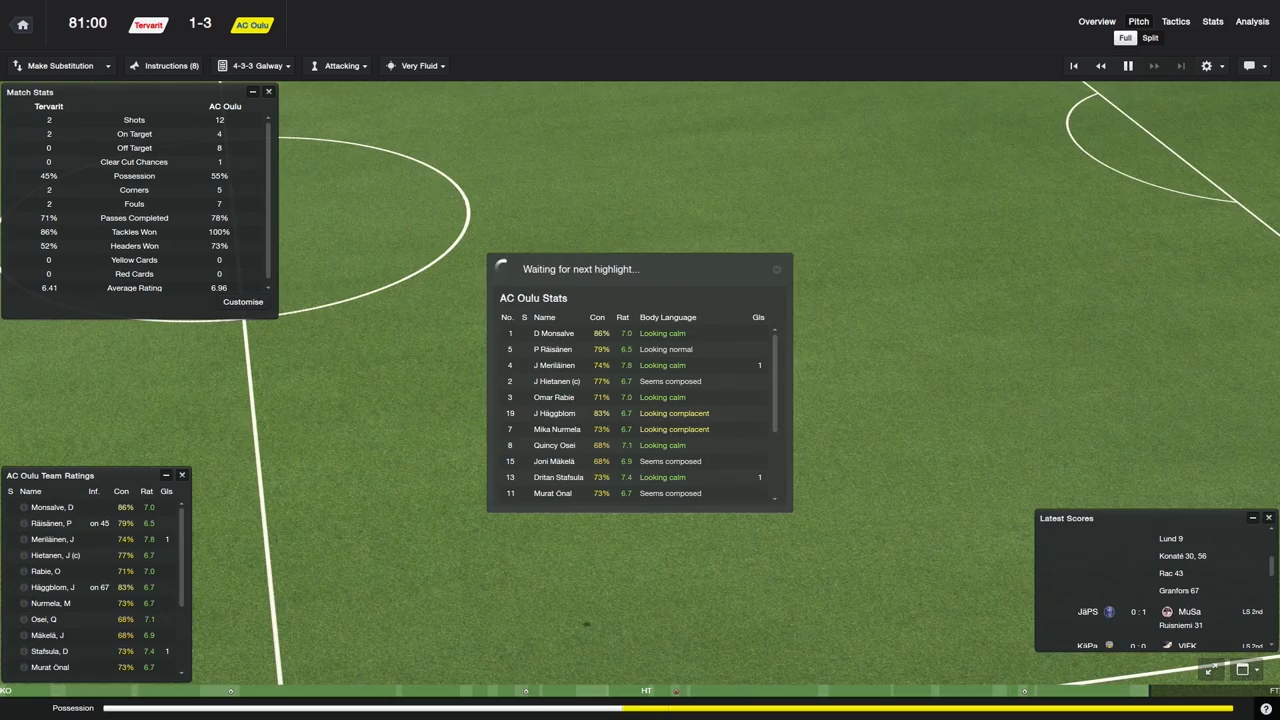 81:00 Tervarit 1-3 AC Oulu
Overview Pitch Tactics Stats Analysis
Full Split
Make Substitution Instructions (8) 4-3-3 Galway Attacking Very Fluid
Match Stats
Tervarit AC Oulu
2 Shots 12
2 On Target 4
0 Off Target 8
0 Clear Cut Chances 1
45% Possession 55%
2 Corners 5
2 Fouls 7
71% Passes Completed 78%
86% Tackles Won 100%
52% Headers Won 73%
0 Yellow Cards 0
0 Red Cards 0
6.41 Average Rating 6.96
Customise
Waiting for next highlight...
AC Oulu Stats
No. S Name Con Rat Body Language Gls
1 D Monsalve 86% 7.0 Looking calm
5 P Räisänen 79% 6.5 Looking normal
4 J Meriläinen 74% 7.8 Looking calm 1
2 J Hietanen (c) 77% 6.7 Seems composed
3 Omar Rabie 71% 7.0 Looking calm
19 J Häggblom 83% 6.7 Looking complacent
7 Mika Nurmela 73% 6.7 Looking complacent
8 Quincy Osei 68% 7.1 Looking calm
15 Joni Mäkelä 68% 6.9 Seems composed
13 Dritan Stafsula 73% 7.4 Looking calm 1
11 Murat Önal 73% 6.7 Seems composed
AC Oulu Team Ratings
S Name Inf. Con Rat Gls
Monsalve, D 86% 7.0
Räisänen, P on 45 79% 6.5
Meriläinen, J 74% 7.8 1
Hietanen, J (c) 77% 6.7
Rabie, O 71% 7.0
Häggblom, J on 67 83% 6.7
Nurmela, M 73% 6.7
Osei, Q 68% 7.1
Mäkelä, J 68% 6.9
Stafsula, D 73% 7.4 1
Murat Önal 73% 6.7
Latest Scores
Lund 9
Konaté 30, 56
Rac 43
Granfors 67
JäPS 0 : 1 MuSa LS 2nd
Ruisniemi 31
KäPa 0 : 0 VIFK LS 2nd
KO HT FT
Possession